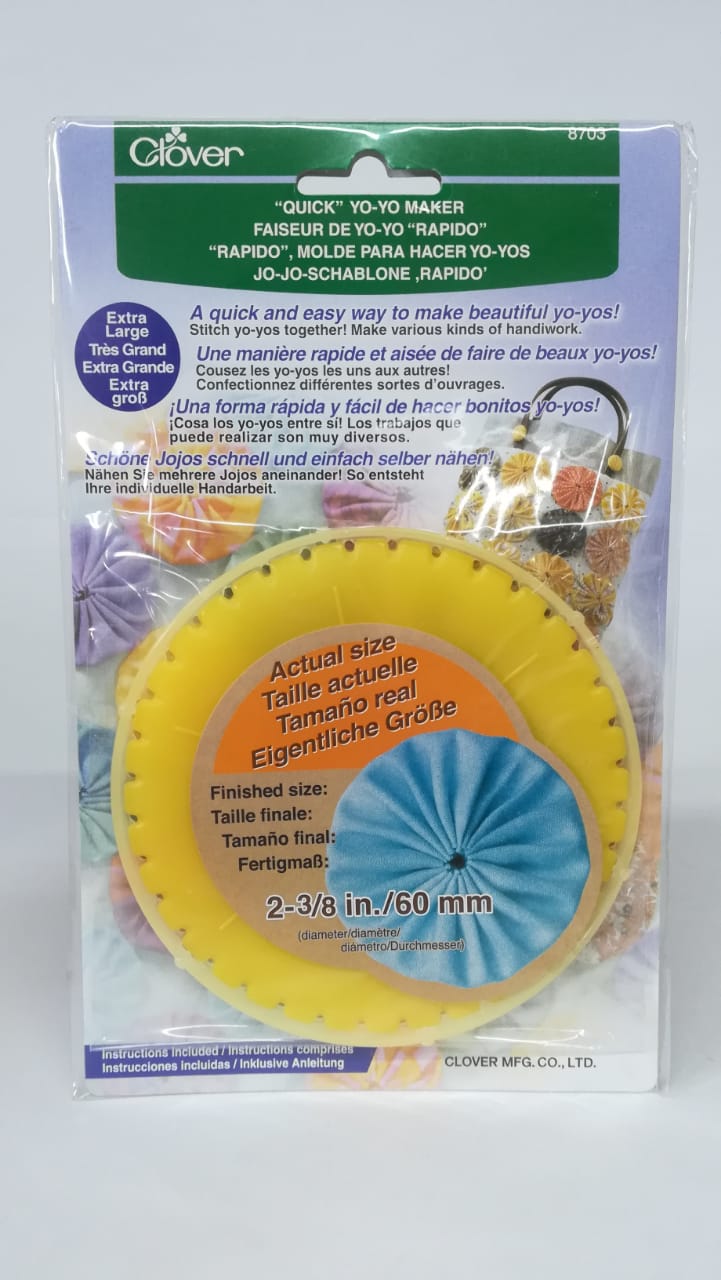 Clover
8703
“QUICK” YO-YO MAKER
FAISEUR DE YO-YO “RAPIDO”
“RAPIDO”, MOLDE PARA HACER YO-YOS
JO-JO-SCHABLONE ‚RAPIDO’
Extra
Large
Très Grand
Extra Grande
Extra
groß
A quick and easy way to make beautiful yo-yos!
Stitch yo-yos together! Make various kinds of handiwork.
Une manière rapide et aisée de faire de beaux yo-yos!
Cousez les yo-yos les uns aux autres!
Confectionnez différentes sortes d’ouvrages.
¡Una forma rápida y fácil de hacer bonitos yo-yos!
¡Cosa los yo-yos entre sí! Los trabajos que
puede realizar son muy diversos.
Schöne Jojos schnell und einfach selber nähen!
Nähen Sie mehrere Jojos aneinander! So entsteht
Ihre individuelle Handarbeit.
Actual size
Taille actuelle
Tamaño real
Eigentliche Größe
Finished size:
Taille finale:
Tamaño final:
Fertigmaß:
2-3/8 in./60 mm
(diameter/diamètre/
diámetro/Durchmesser)
Instructions included / Instructions comprises
Instrucciones incluidas / Inklusive Anleitung
CLOVER MFG. CO., LTD.